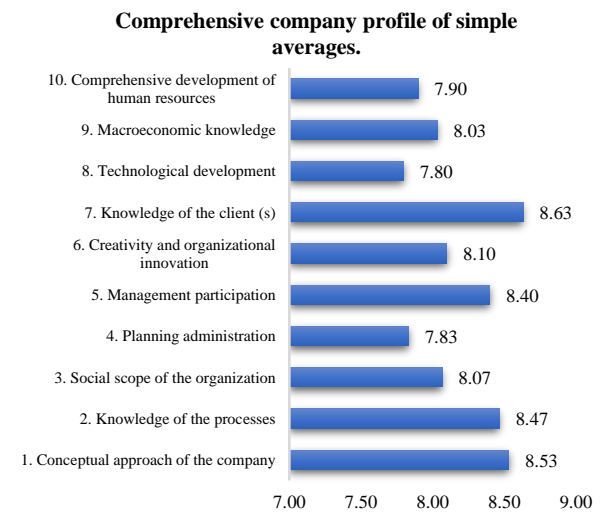 Comprehensive company profile of simple
averages.
10. Comprehensive development of
human resources
7.90
9. Macroeconomic knowledge
8.03
8. Technological development
7.80
7. Knowledge of the client (s)
8.63
6. Creativity and organizational
innovation
8.10
5. Management participation
8.40
4. Planning administration
7.83
3. Social scope of the organization
8.07
2. Knowledge of the processes
8.47
1. Conceptual approach of the company
8.53
7.00 7.50 8.00 8.50 9.00